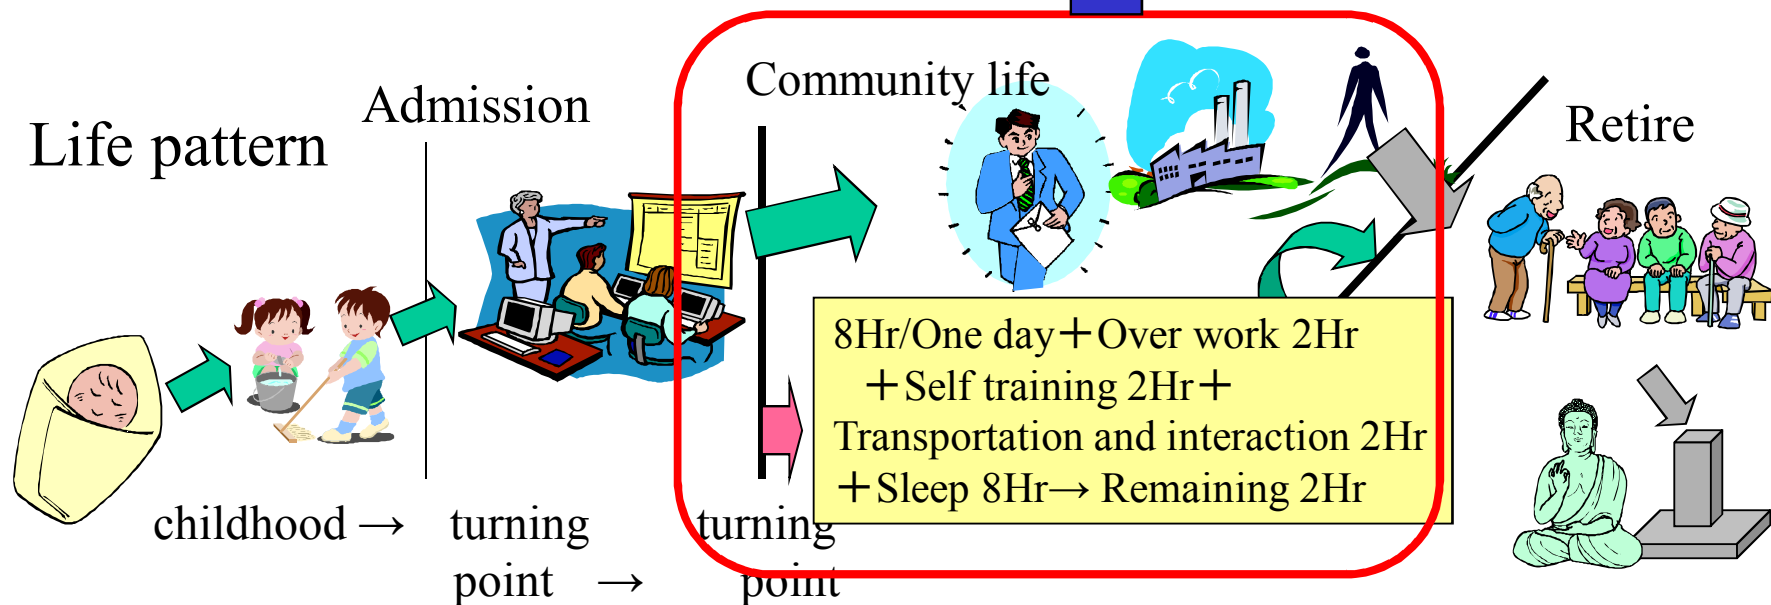 Life pattern
Admission
Community life
Retire
8Hr/One day＋Over work 2Hr
＋Self training 2Hr＋
Transportation and interaction 2Hr
＋Sleep 8Hr→ Remaining 2Hr
childhood → turning point → turning point